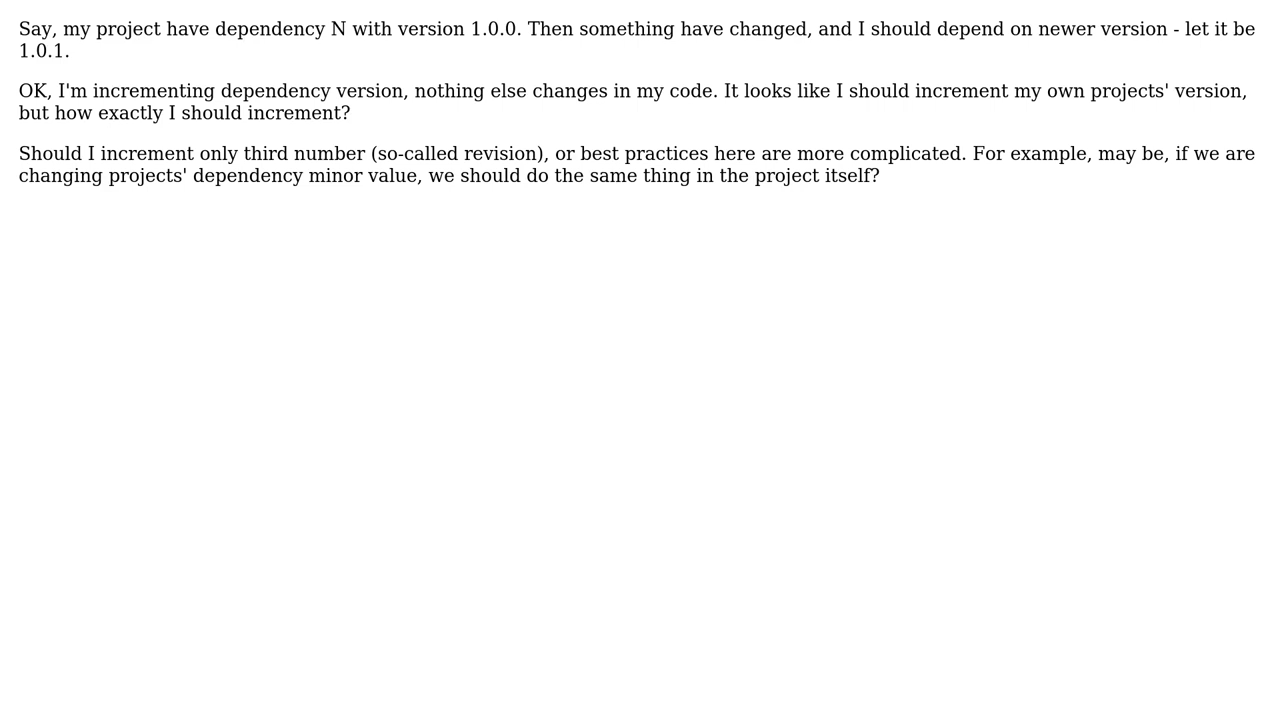 Say, my project have dependency N with version 1.0.0. Then something have changed, and I should depend on newer version - let it be
1.0.1.
OK, I'm incrementing dependency version, nothing else changes in my code. It looks like I should increment my own projects' version,
but how exactly I should increment?
Should I increment only third number (so-called revision), or best practices here are more complicated. For example, may be, if we are
changing projects' dependency minor value, we should do the same thing in the project itself?